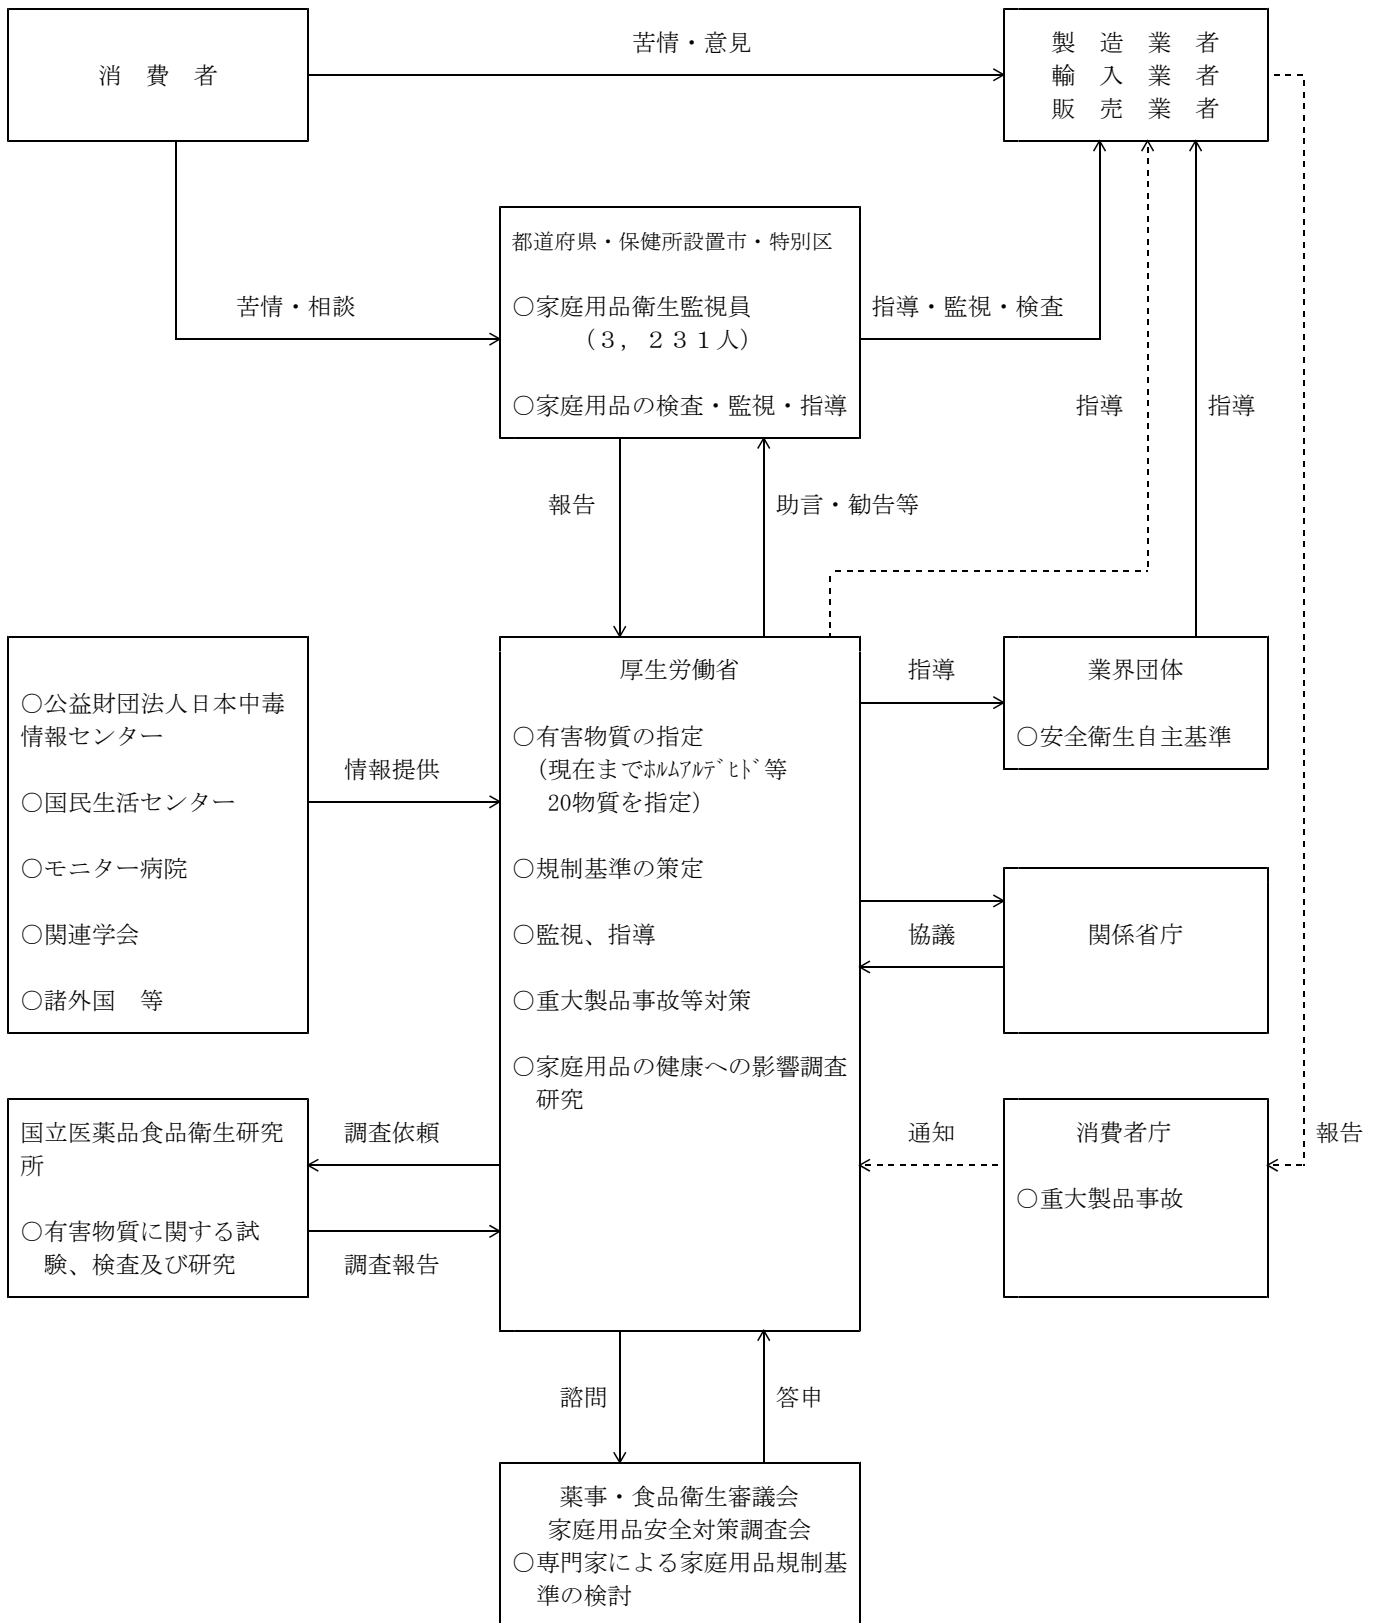 苦情・意見
消　費　者
製　造　業　者
輸　入　業　者
販　売　業　者
都道府県・保健所設置市・特別区
苦情・相談
○家庭用品衛生監視員
（３，２３１人）
指導・監視・検査
○家庭用品の検査・監視・指導
指導
指導
報告
助言・勧告等
○公益財団法人日本中毒
情報センター
○国民生活センター
○モニター病院
○関連学会
○諸外国　等
情報提供
厚生労働省
○有害物質の指定
（現在までﾎﾙﾑｱﾙﾃﾞﾋﾄﾞ等
20物質を指定）
○規制基準の策定
○監視、指導
○重大製品事故等対策
○家庭用品の健康への影響調査
研究
指導
業界団体
○安全衛生自主基準
協議
関係省庁
国立医薬品食品衛生研究
所
○有害物質に関する試
験、検査及び研究
調査依頼
調査報告
通知
消費者庁
○重大製品事故
報告
諮問
答申
薬事・食品衛生審議会
家庭用品安全対策調査会
○専門家による家庭用品規制基
準の検討